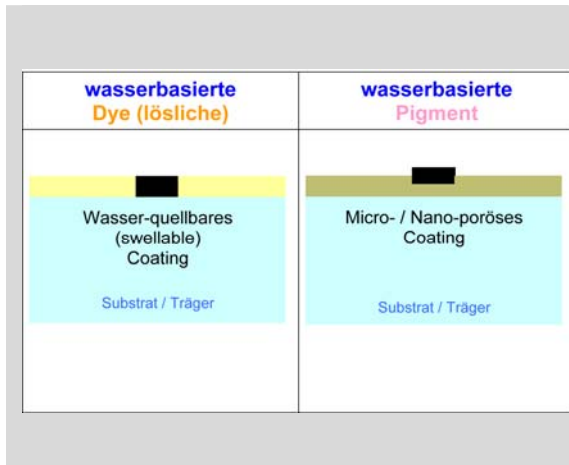 wasserbasierte
Dye (lösliche)
wasserbasierte
Pigment
Wasser-quellbares
(swellable)
Coating
Substrat / Träger
Micro- / Nano-poröses
Coating
Substrat / Träger